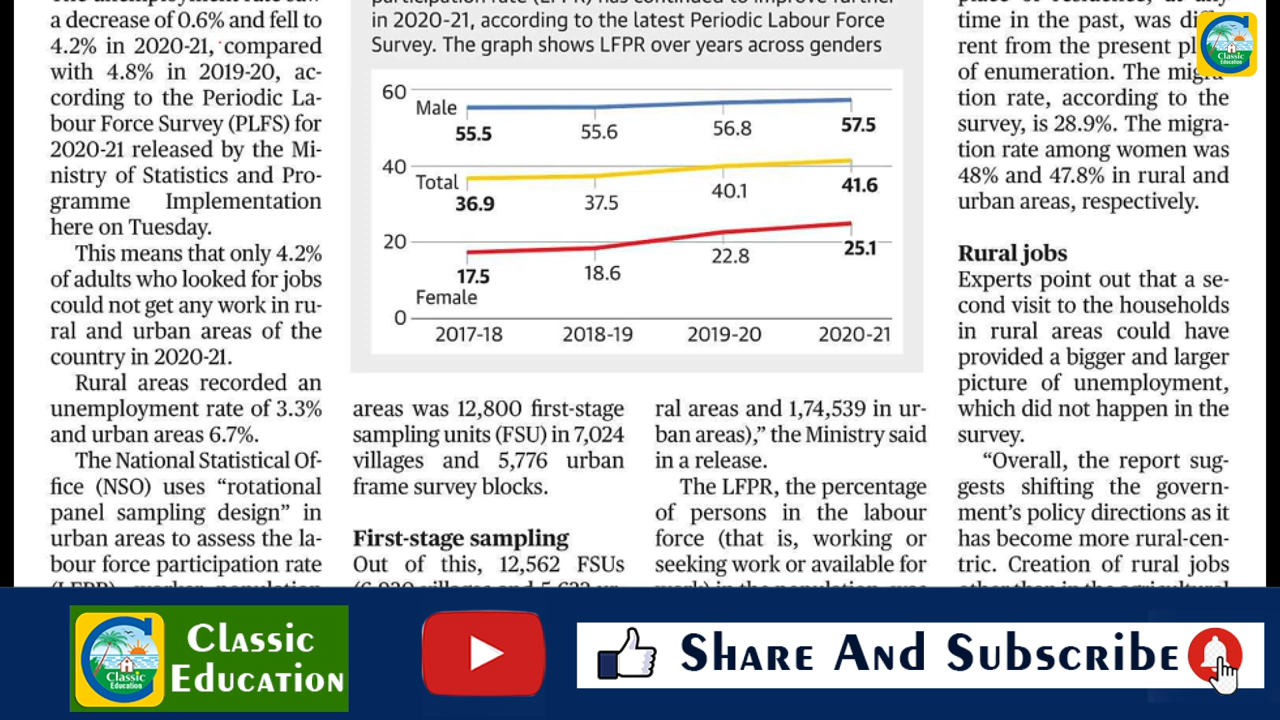 a decrease of 0.6% and fell to
4.2% in 2020-21, compared
with 4.8% in 2019-20, ac-
cording to the Periodic La-
bour Force Survey (PLFS) for
2020-21 released by the Mi-
nistry of Statistics and Pro-
gramme Implementation
here on Tuesday.
This means that only 4.2%
of adults who looked for jobs
could not get any work in ru-
ral and urban areas of the
country in 2020-21.
Rural areas recorded an
unemployment rate of 3.3%
and urban areas 6.7%.
The National Statistical Of-
fice (NSO) uses “rotational
panel sampling design” in
urban areas to assess the la-
bour force participation rate
in 2020-21, according to the latest Periodic Labour Force
Survey. The graph shows LFPR over years across genders
60
Male
55.5
55.6
56.8
57.5
40
Total
36.9
37.5
40.1
41.6
20
17.5
18.6
22.8
25.1
Female
0
2017-18
2018-19
2019-20
2020-21
areas was 12,800 first-stage
sampling units (FSU) in 7,024
villages and 5,776 urban
frame survey blocks.
First-stage sampling
Out of this, 12,562 FSUs
ral areas and 1,74,539 in ur-
ban areas),” the Ministry said
in a release.
The LFPR, the percentage
of persons in the labour
force (that is, working or
seeking work or available for
time in the past, was
rent from the present
of enumeration. The
tion rate, according to the
survey, is 28.9%. The migra-
tion rate among women was
48% and 47.8% in rural and
urban areas, respectively.
Rural jobs
Experts point out that a se-
cond visit to the households
in rural areas could have
provided a bigger and larger
picture of unemployment,
which did not happen in the
survey.
“Overall, the report sug-
gests shifting the govern-
ment’s policy directions as it
has become more rural-cen-
tric. Creation of rural jobs
Classic
Education
Classic
Education
Classic
Education
Share And Subscribe